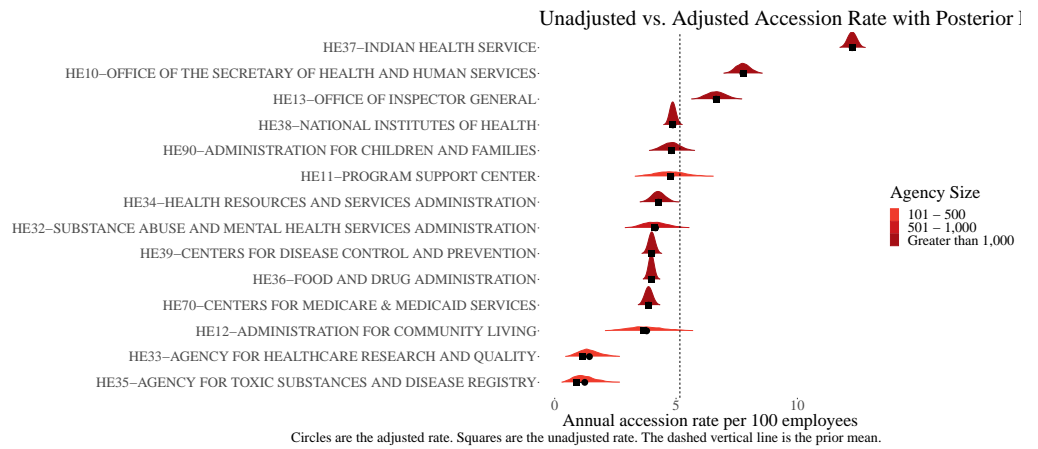 Unadjusted vs. Adjusted Accession Rate with Posterior
HE37–INDIAN HEALTH SERVICE
HE10–OFFICE OF THE SECRETARY OF HEALTH AND HUMAN SERVICES
HE13–OFFICE OF INSPECTOR GENERAL
HE38–NATIONAL INSTITUTES OF HEALTH
HE90–ADMINISTRATION FOR CHILDREN AND FAMILIES
HE11–PROGRAM SUPPORT CENTER
HE34–HEALTH RESOURCES AND SERVICES ADMINISTRATION
HE32–SUBSTANCE ABUSE AND MENTAL HEALTH SERVICES ADMINISTRATION
HE39–CENTERS FOR DISEASE CONTROL AND PREVENTION
HE36–FOOD AND DRUG ADMINISTRATION
HE70–CENTERS FOR MEDICARE & MEDICAID SERVICES
HE12–ADMINISTRATION FOR COMMUNITY LIVING
HE33–AGENCY FOR HEALTHCARE RESEARCH AND QUALITY
HE35–AGENCY FOR TOXIC SUBSTANCES AND DISEASE REGISTRY
Agency Size
101 – 500
501 – 1,000
Greater than 1,000
0 5 10
Annual accession rate per 100 employees
Circles are the adjusted rate. Squares are the unadjusted rate. The dashed vertical line is the prior mean.